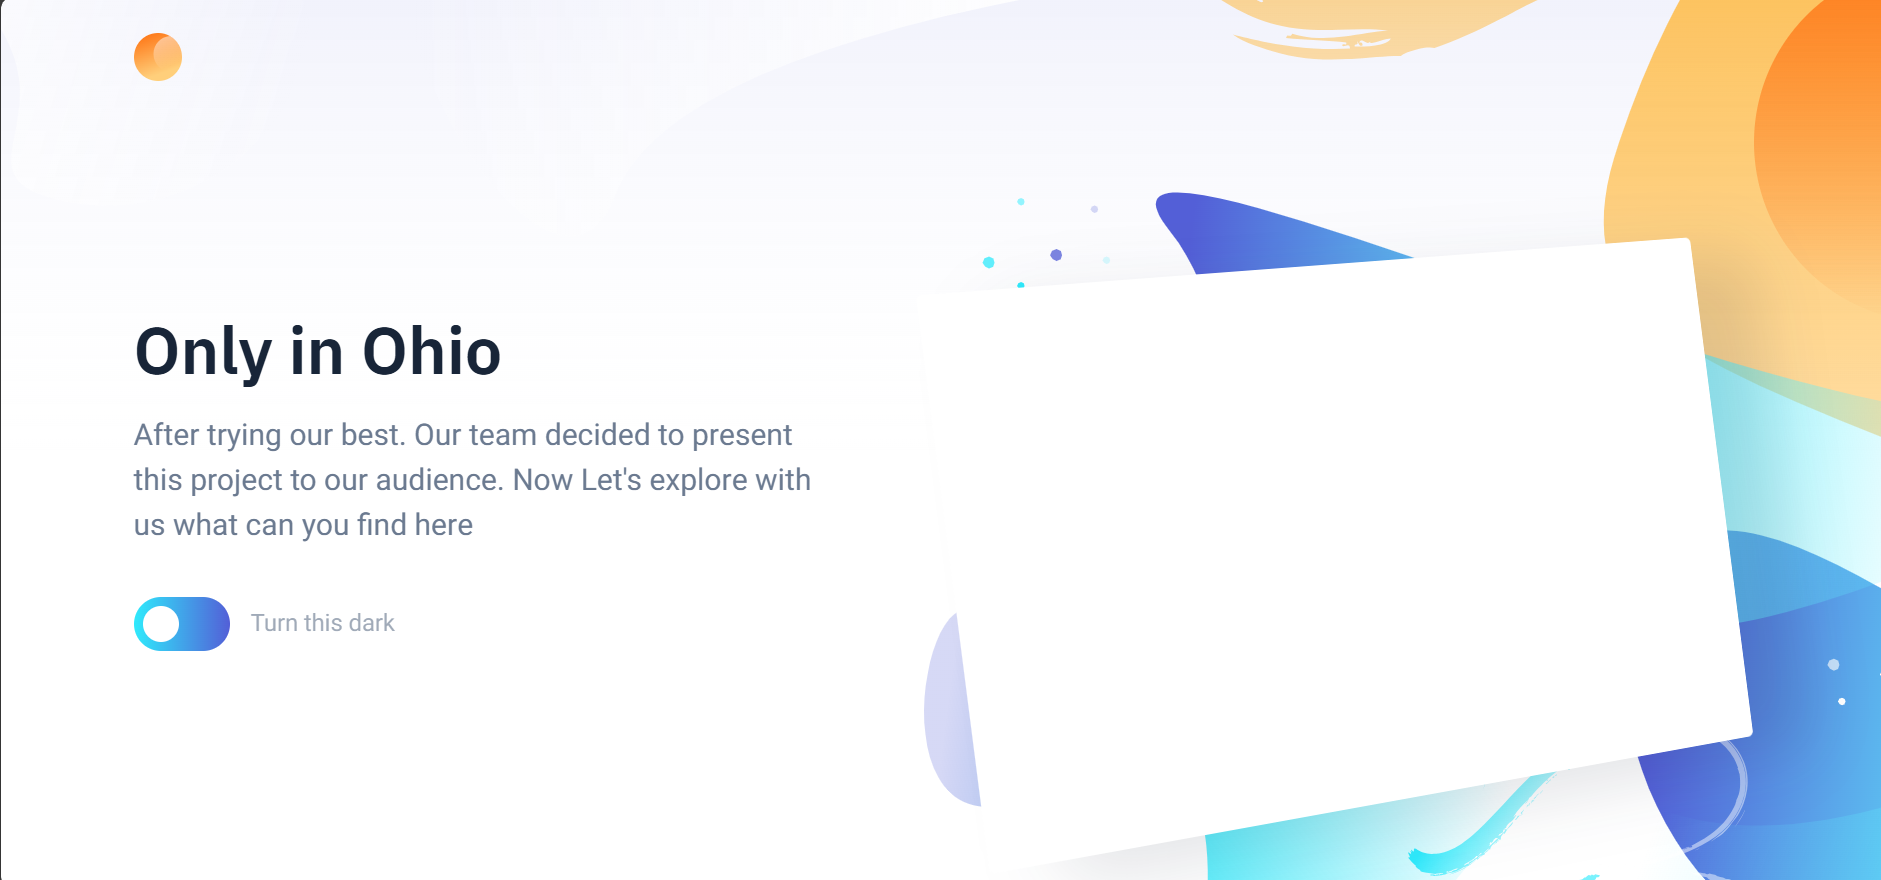 Only in Ohio
After trying our best. Our team decided to present
this project to our audience. Now Let's explore with
us what can you find here
Turn this dark